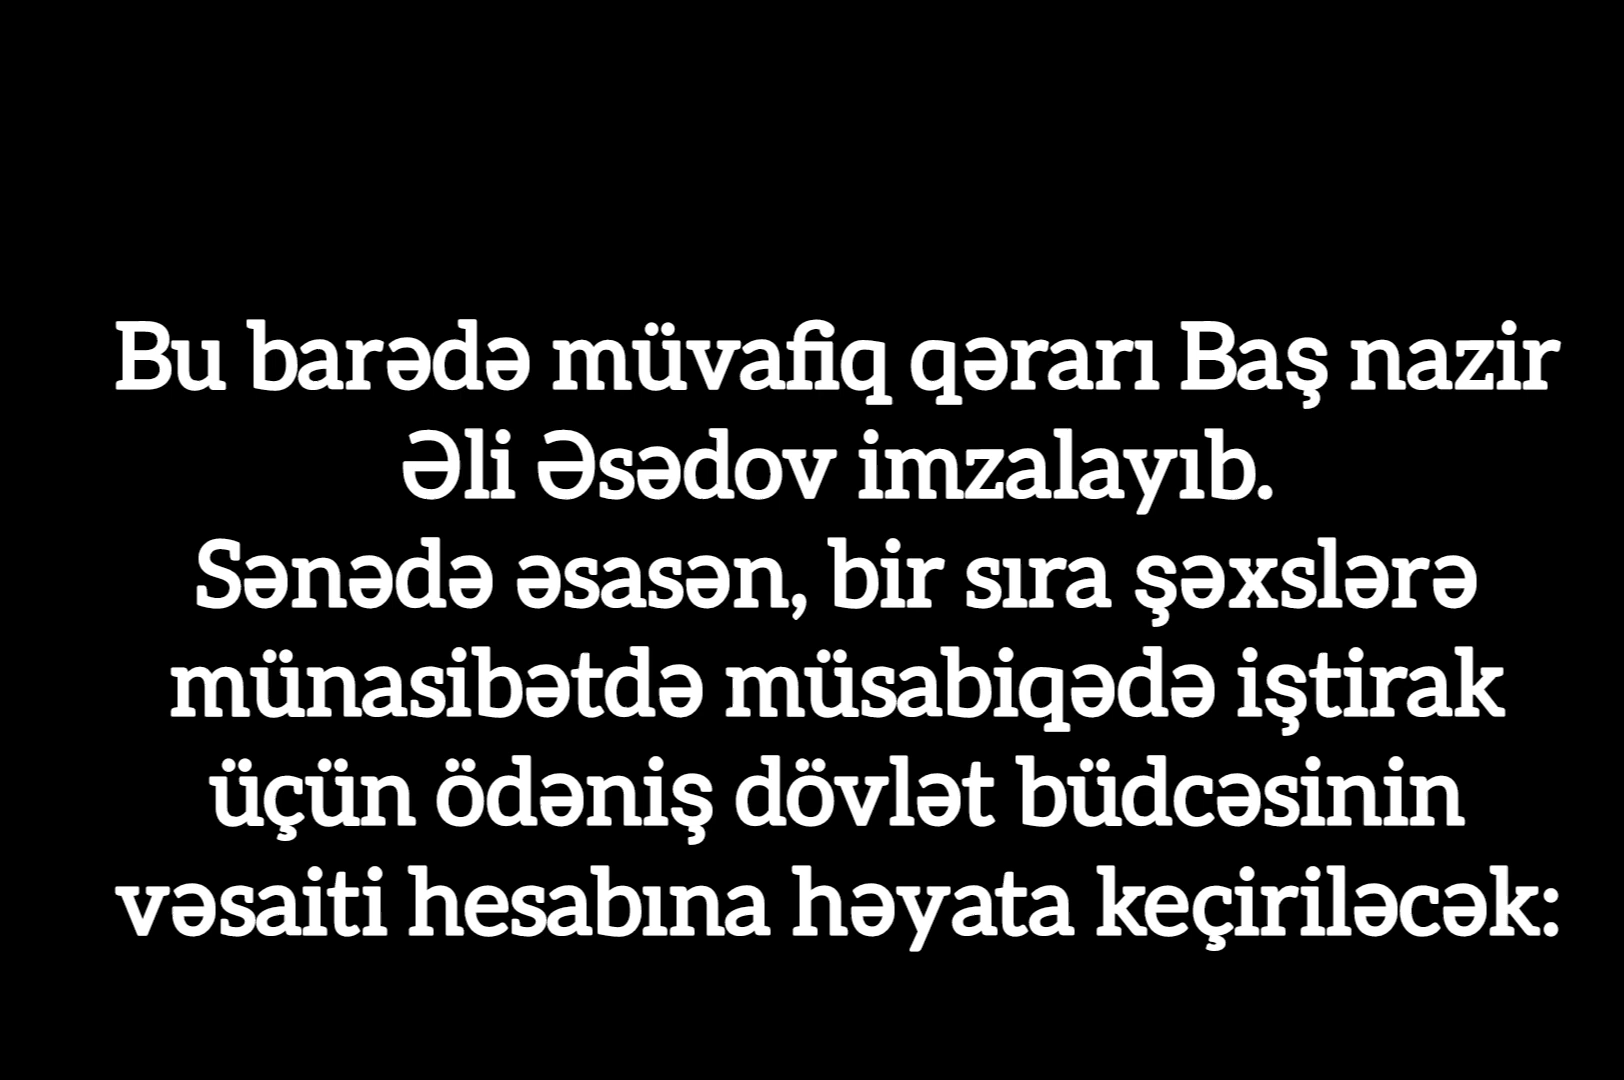 Bu barədə müvafiq qərarı Baş nazir
Əli Əsədov imzalayıb.
Sənədə əsasən, bir sıra şəxslərə
münasibətdə müsabiqədə iştirak
üçün ödəniş dövlət büdcəsinin
vəsaiti hesabına həyata keçiriləcək: